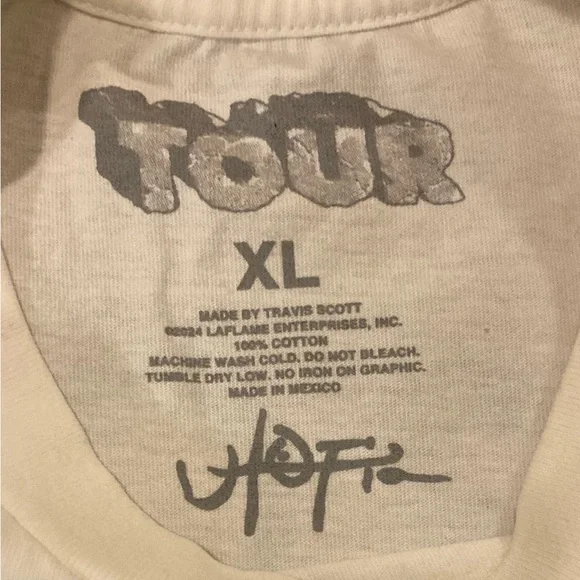 TOUR
XL
MADE BY TRAVIS SCOTT
©2024 LAFLAME ENTERPRISES, INC.
100% COTTON
MACHINE WASH COLD. DO NOT BLEACH.
TUMBLE DRY LOW. NO IRON ON GRAPHIC.
MADE IN MEXICO